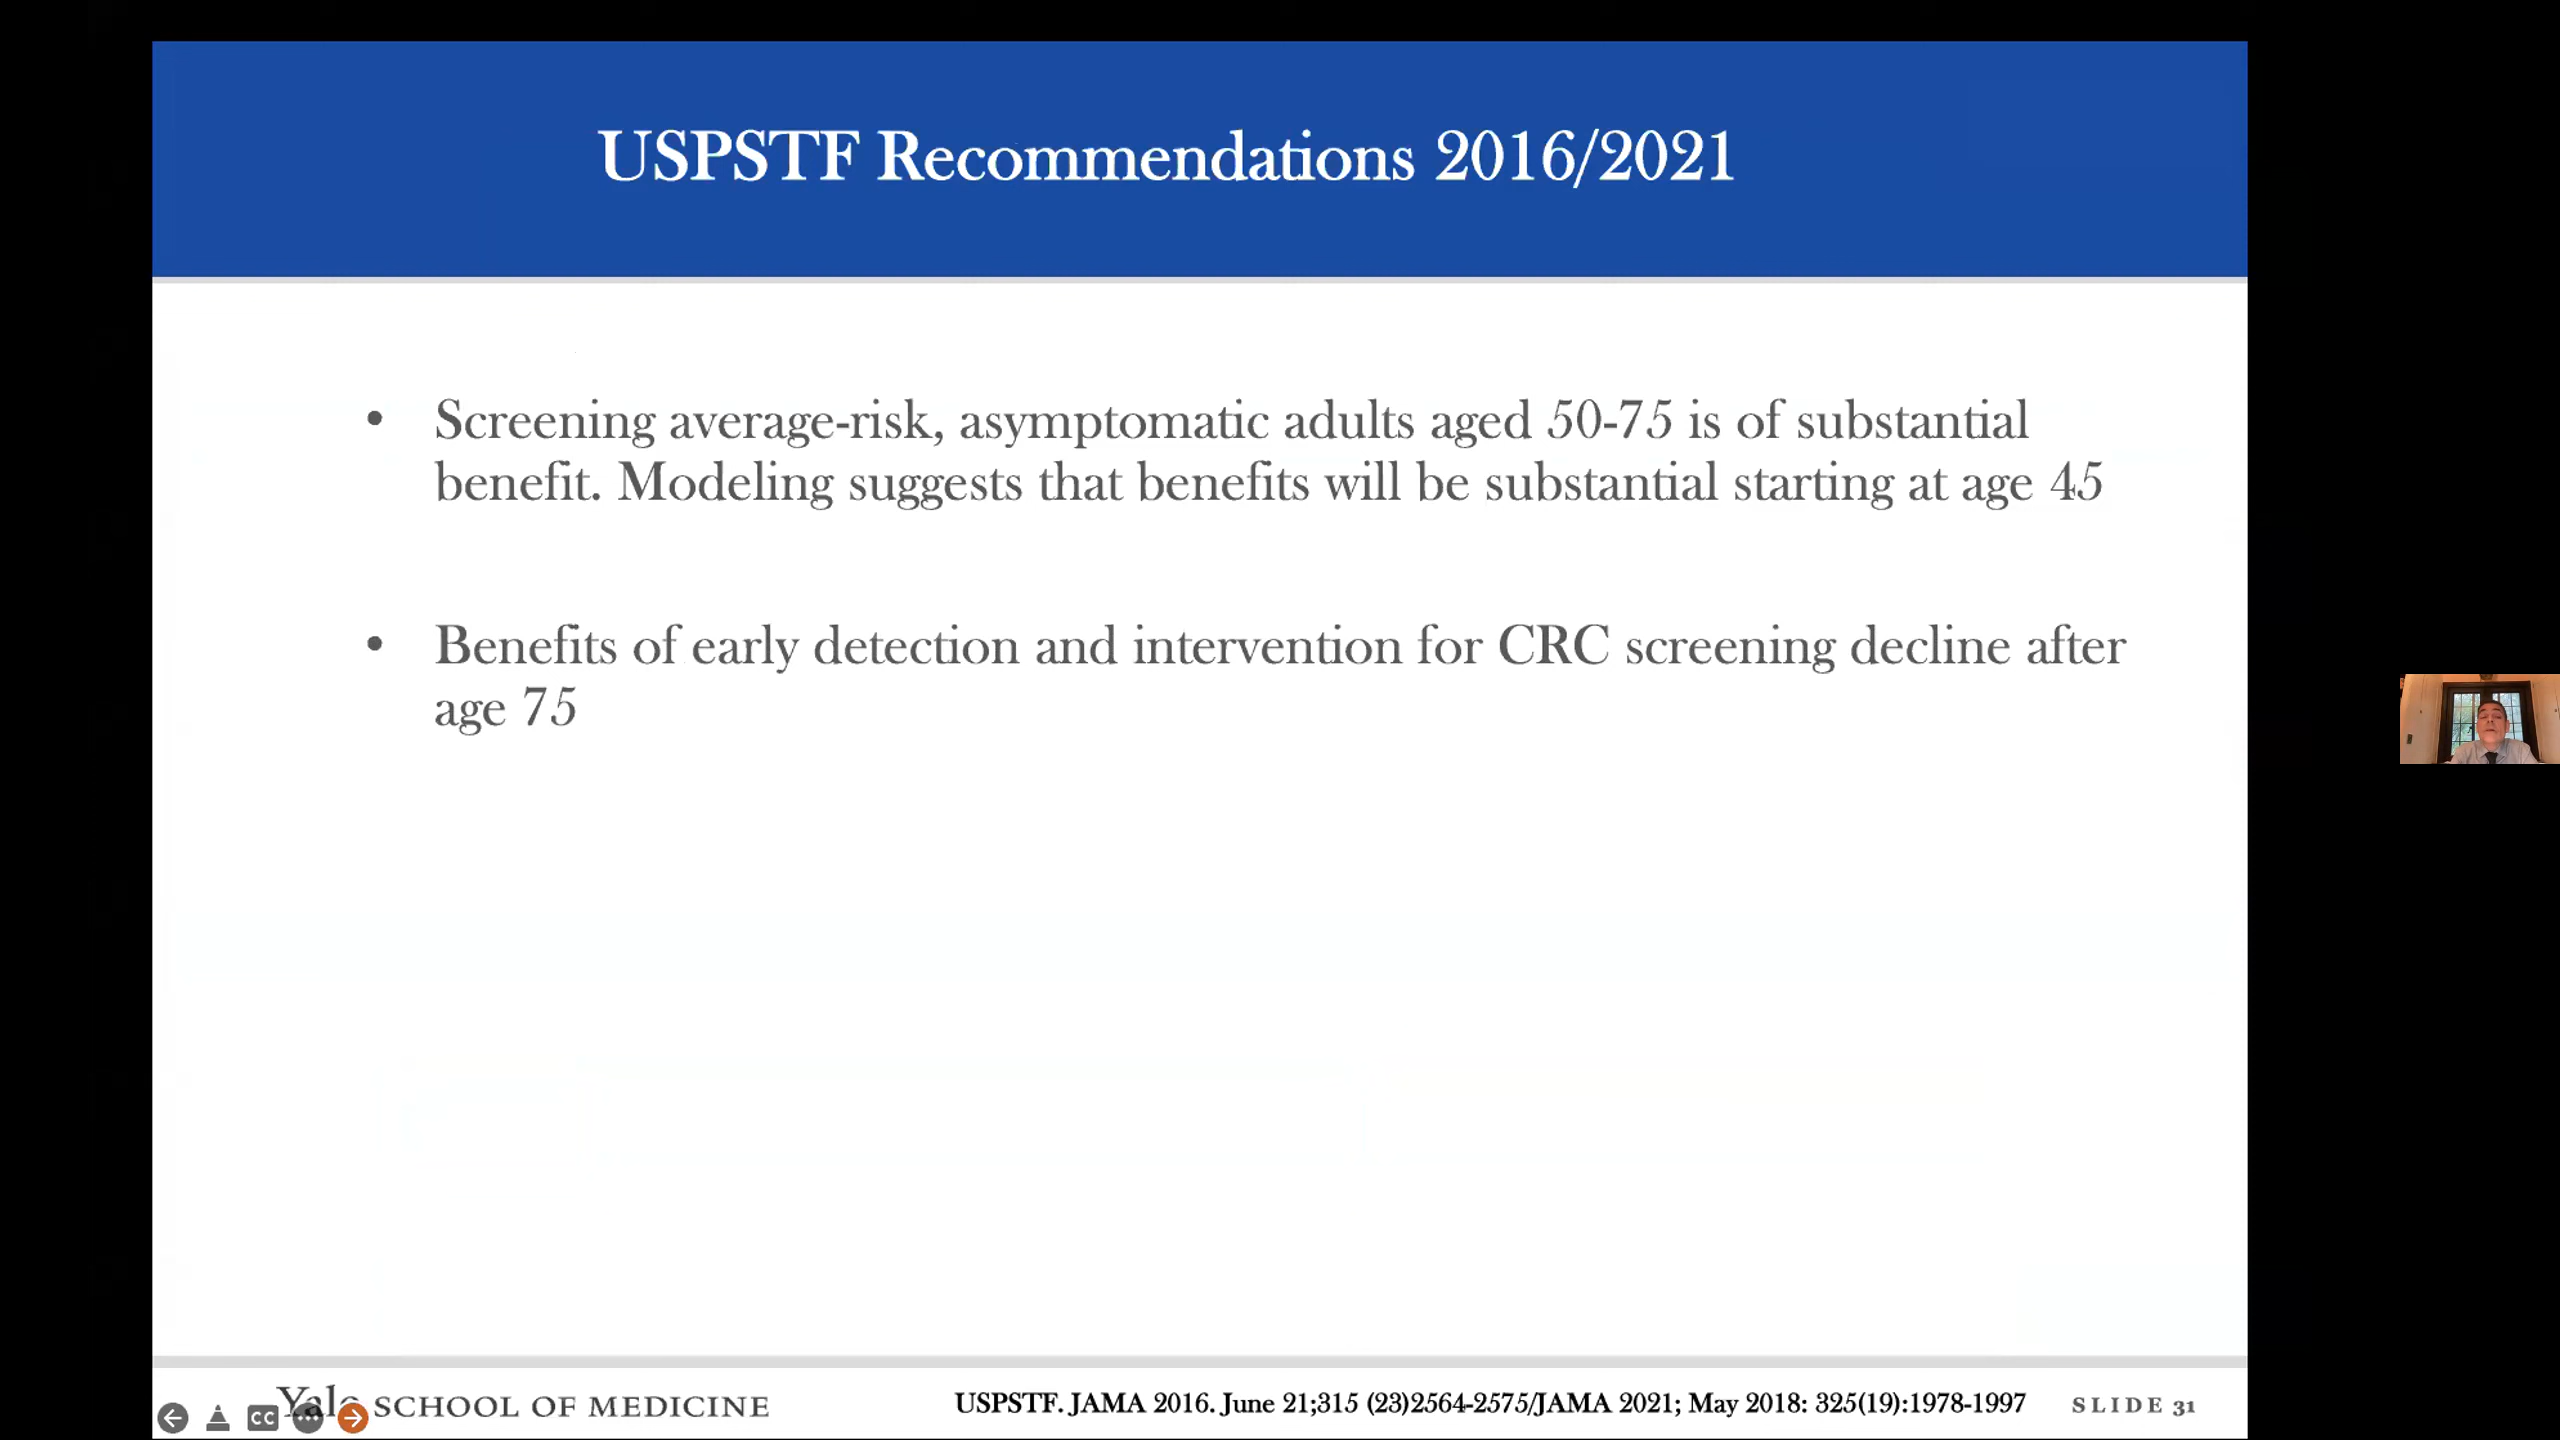 USPSTF Recommendations 2016/2021
• Screening average-risk, asymptomatic adults aged 50-75 is of substantial
benefit. Modeling suggests that benefits will be substantial starting at age 45
• Benefits of early detection and intervention for CRC screening decline after
age 75
Yale SCHOOL OF MEDICINE
USPSTF. JAMA 2016. June 21;315 (23)2564-2575/JAMA 2021; May 2018: 325(19):1978-1997
SLIDE 31
CC